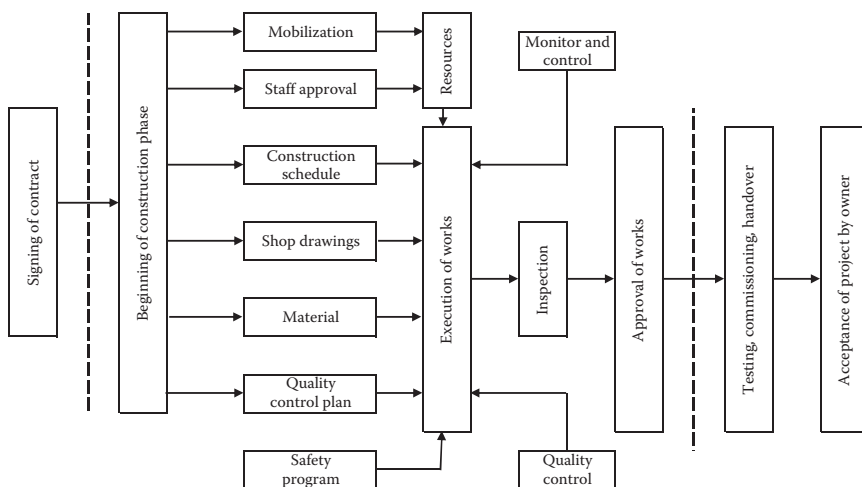 Signing of contract
Beginning of construction phase
Mobilization
Staff approval
Construction
schedule
Shop drawings
Material
Quality
control plan
Safety
program
Resources
Execution of works
Monitor and
control
Inspection
Quality
control
Approval of works
Testing, commissioning, handover
Acceptance of project by owner